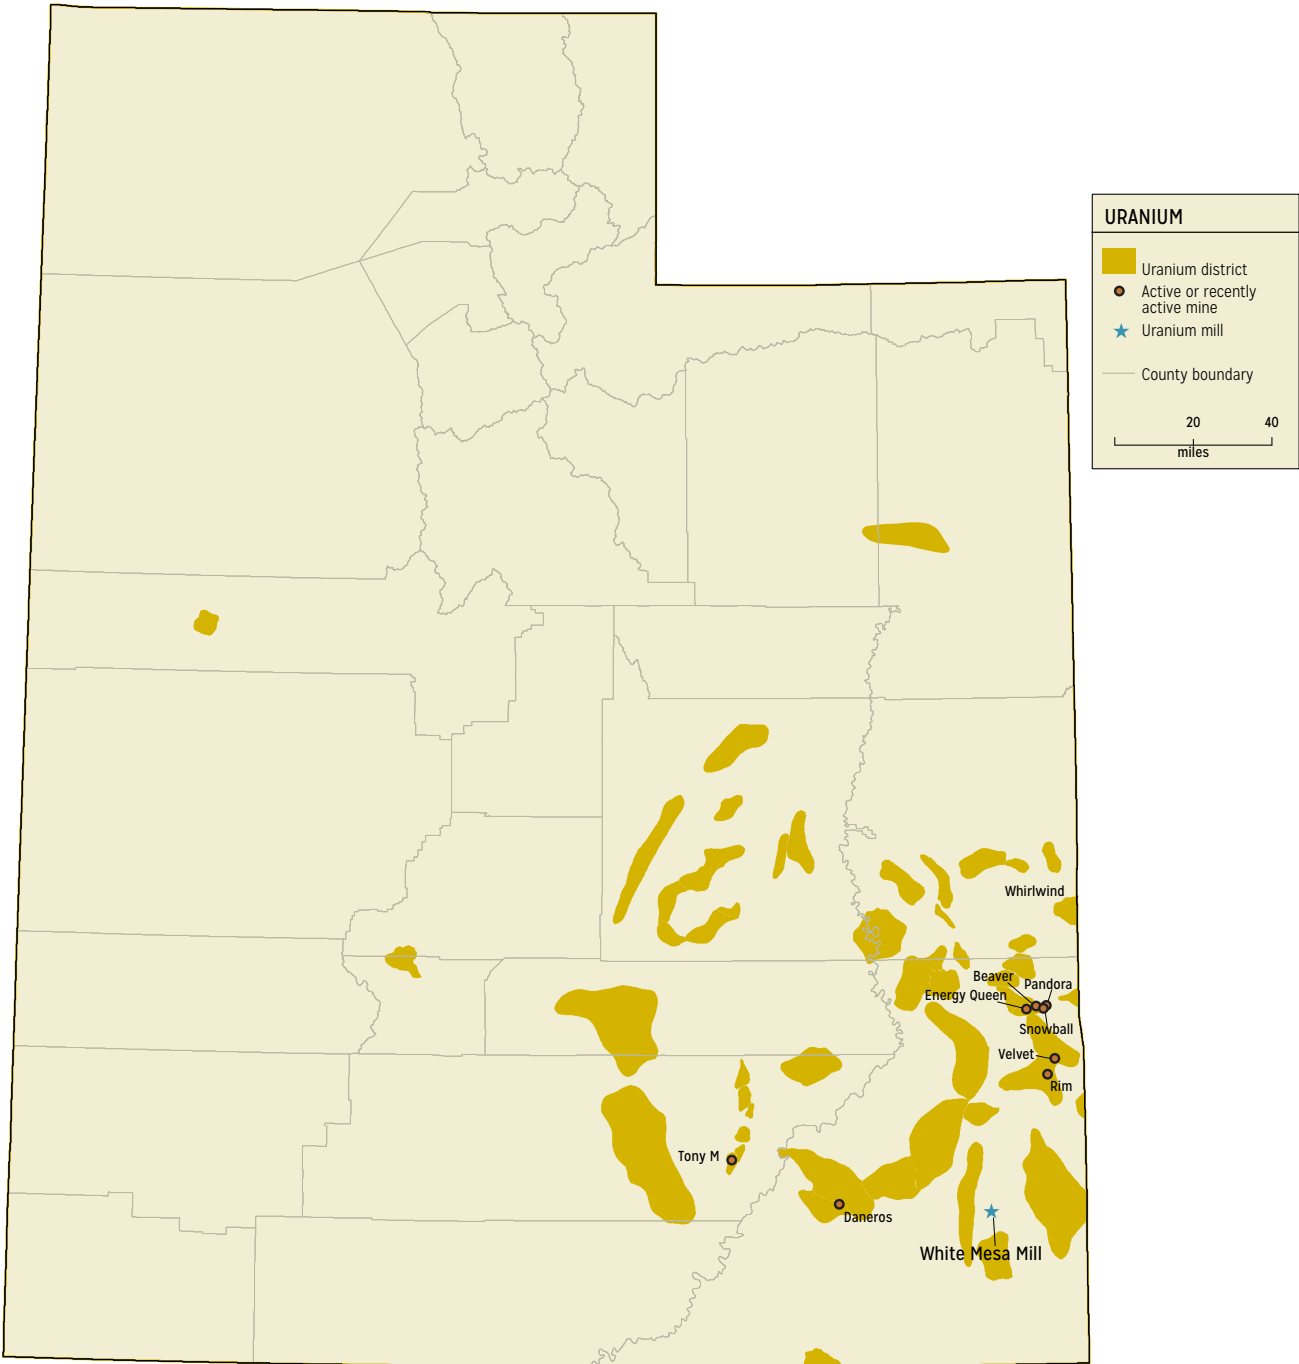 URANIUM
Uranium district
Active or recently
active mine
Uranium mill
County boundary
20 40
miles
Whirlwind
Beaver
Pandora
Energy Queen
Snowball
Velvet
Rim
Tony M
Daneros
White Mesa Mill